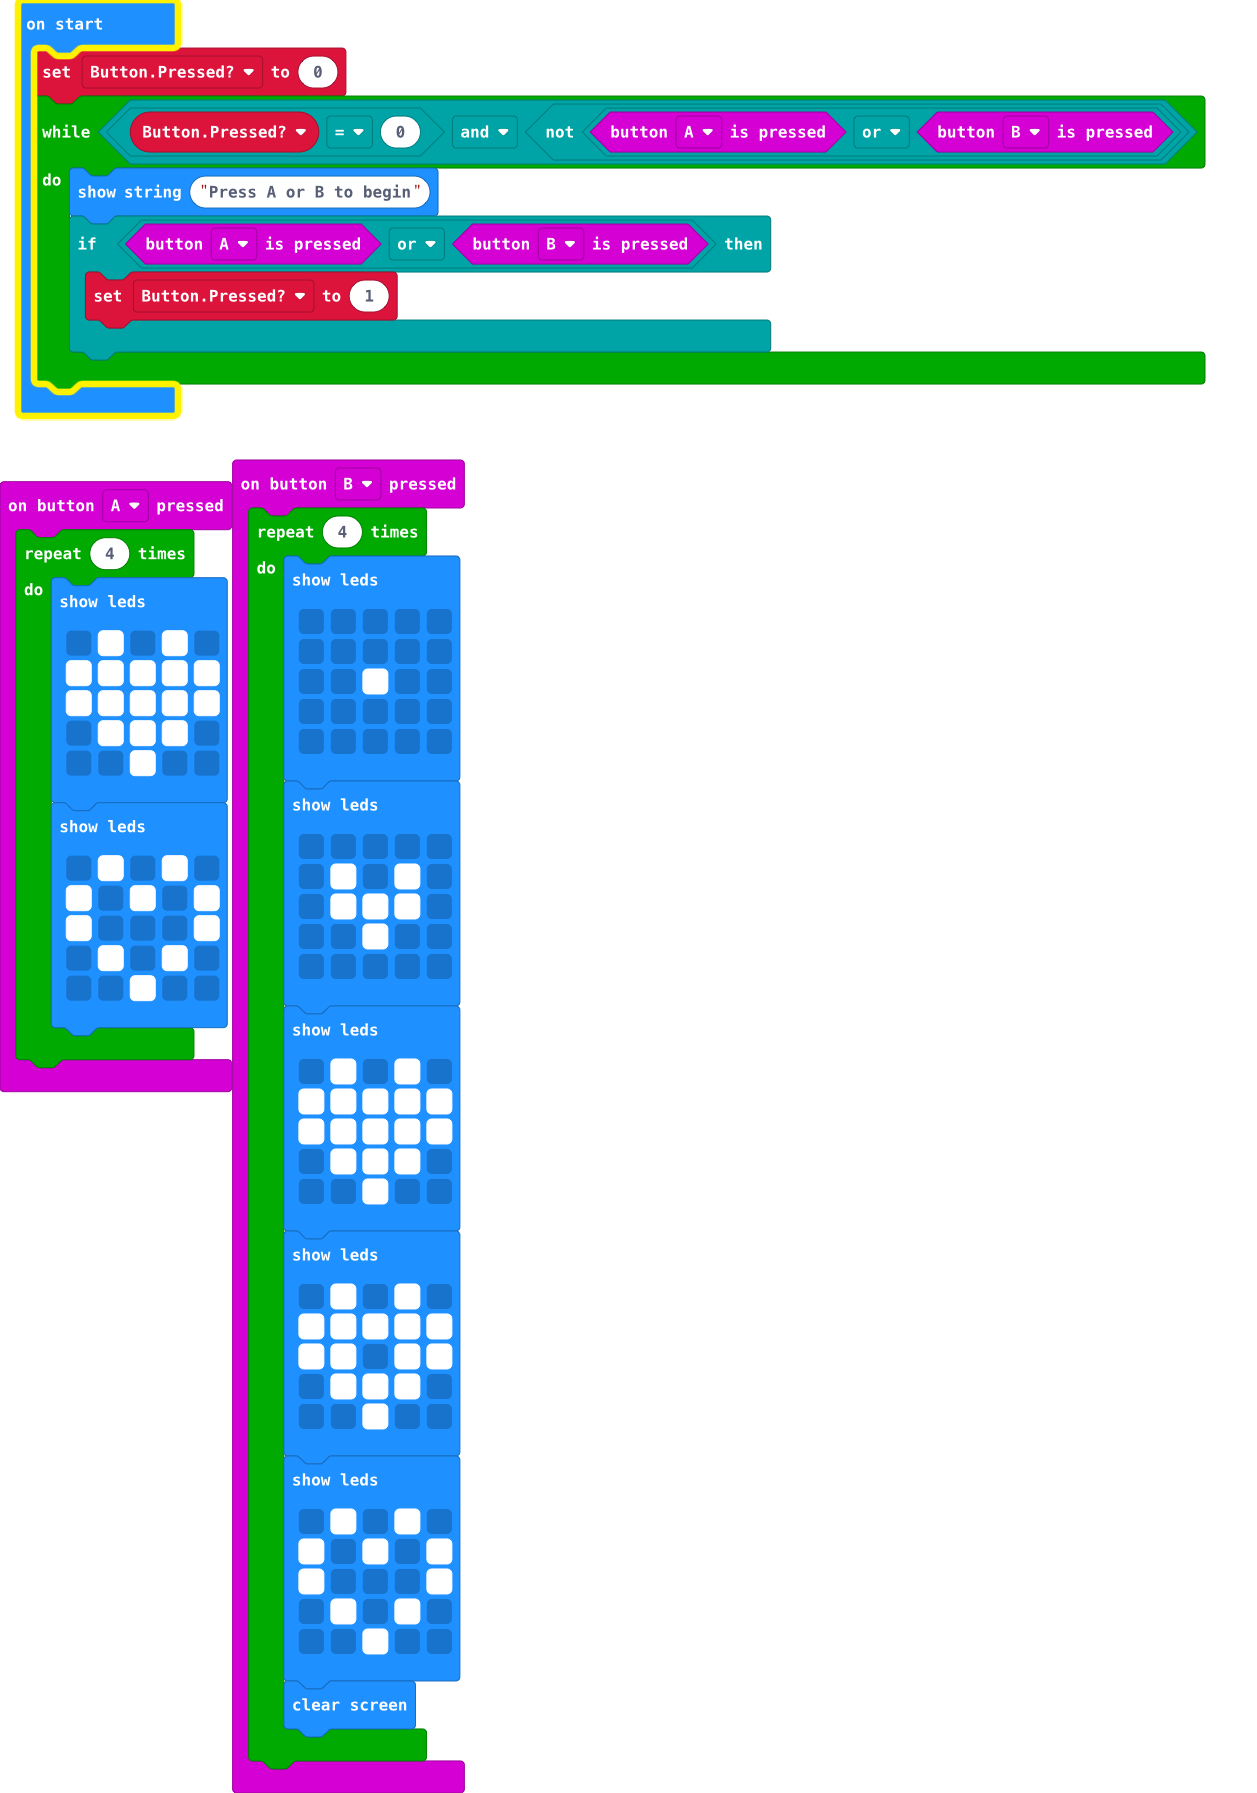 on start
set Button.Pressed? to 0
while Button.Pressed? = 0 and not button A is pressed or button B is pressed
do
show string "Press A or B to begin"
if button A is pressed or button B is pressed then
set Button.Pressed? to 1
on button A pressed
repeat 4 times
do
show leds
show leds
on button B pressed
repeat 4 times
do
show leds
show leds
show leds
show leds
show leds
clear screen